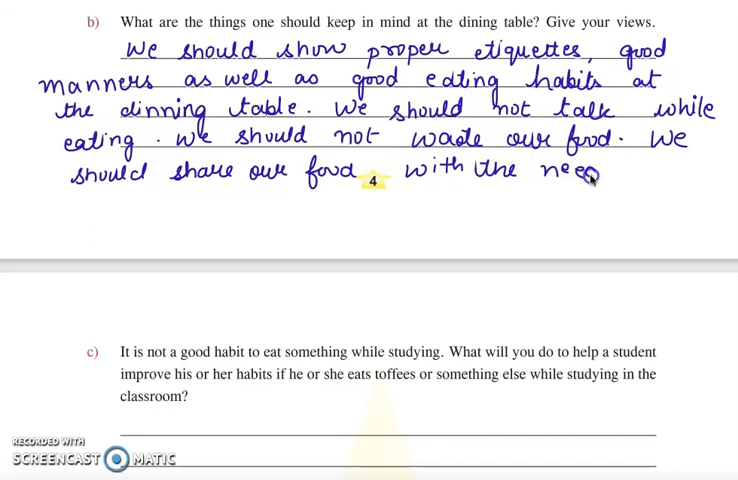 b) What are the things one should keep in mind at the dining table? Give your views.
We should show proper etiquettes, good
manners as well as good eating habits at
the dinning table. We should not talk while
eating. We should not waste our food. We
should share our food with the nee
4
c) It is not a good habit to eat something while studying. What will you do to help a student
improve his or her habits if he or she eats toffees or something else while studying in the
classroom?
RECORDED WITH
SCREENCAST MATIC